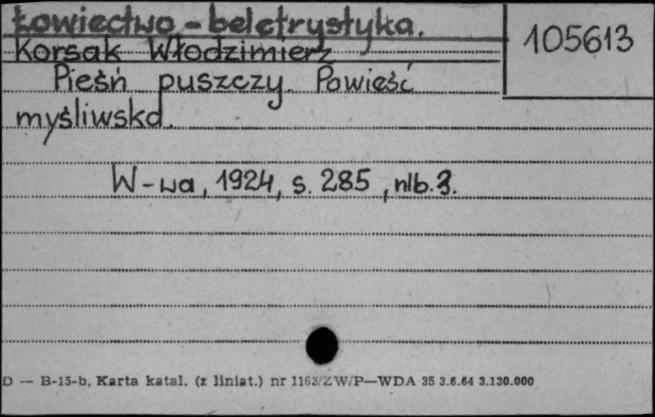 Łowiectwo - beletrystyka.
105613
Korsak Włodzimierz
Pieśń puszczy. Powieść
myśliwska.
W-wa, 1924, s. 285, nlb. 3.
D — B-15-b, Karta katal. (z liniat.) nr 1163/ZW/P—WDA 35 3.6.64 3.130.000